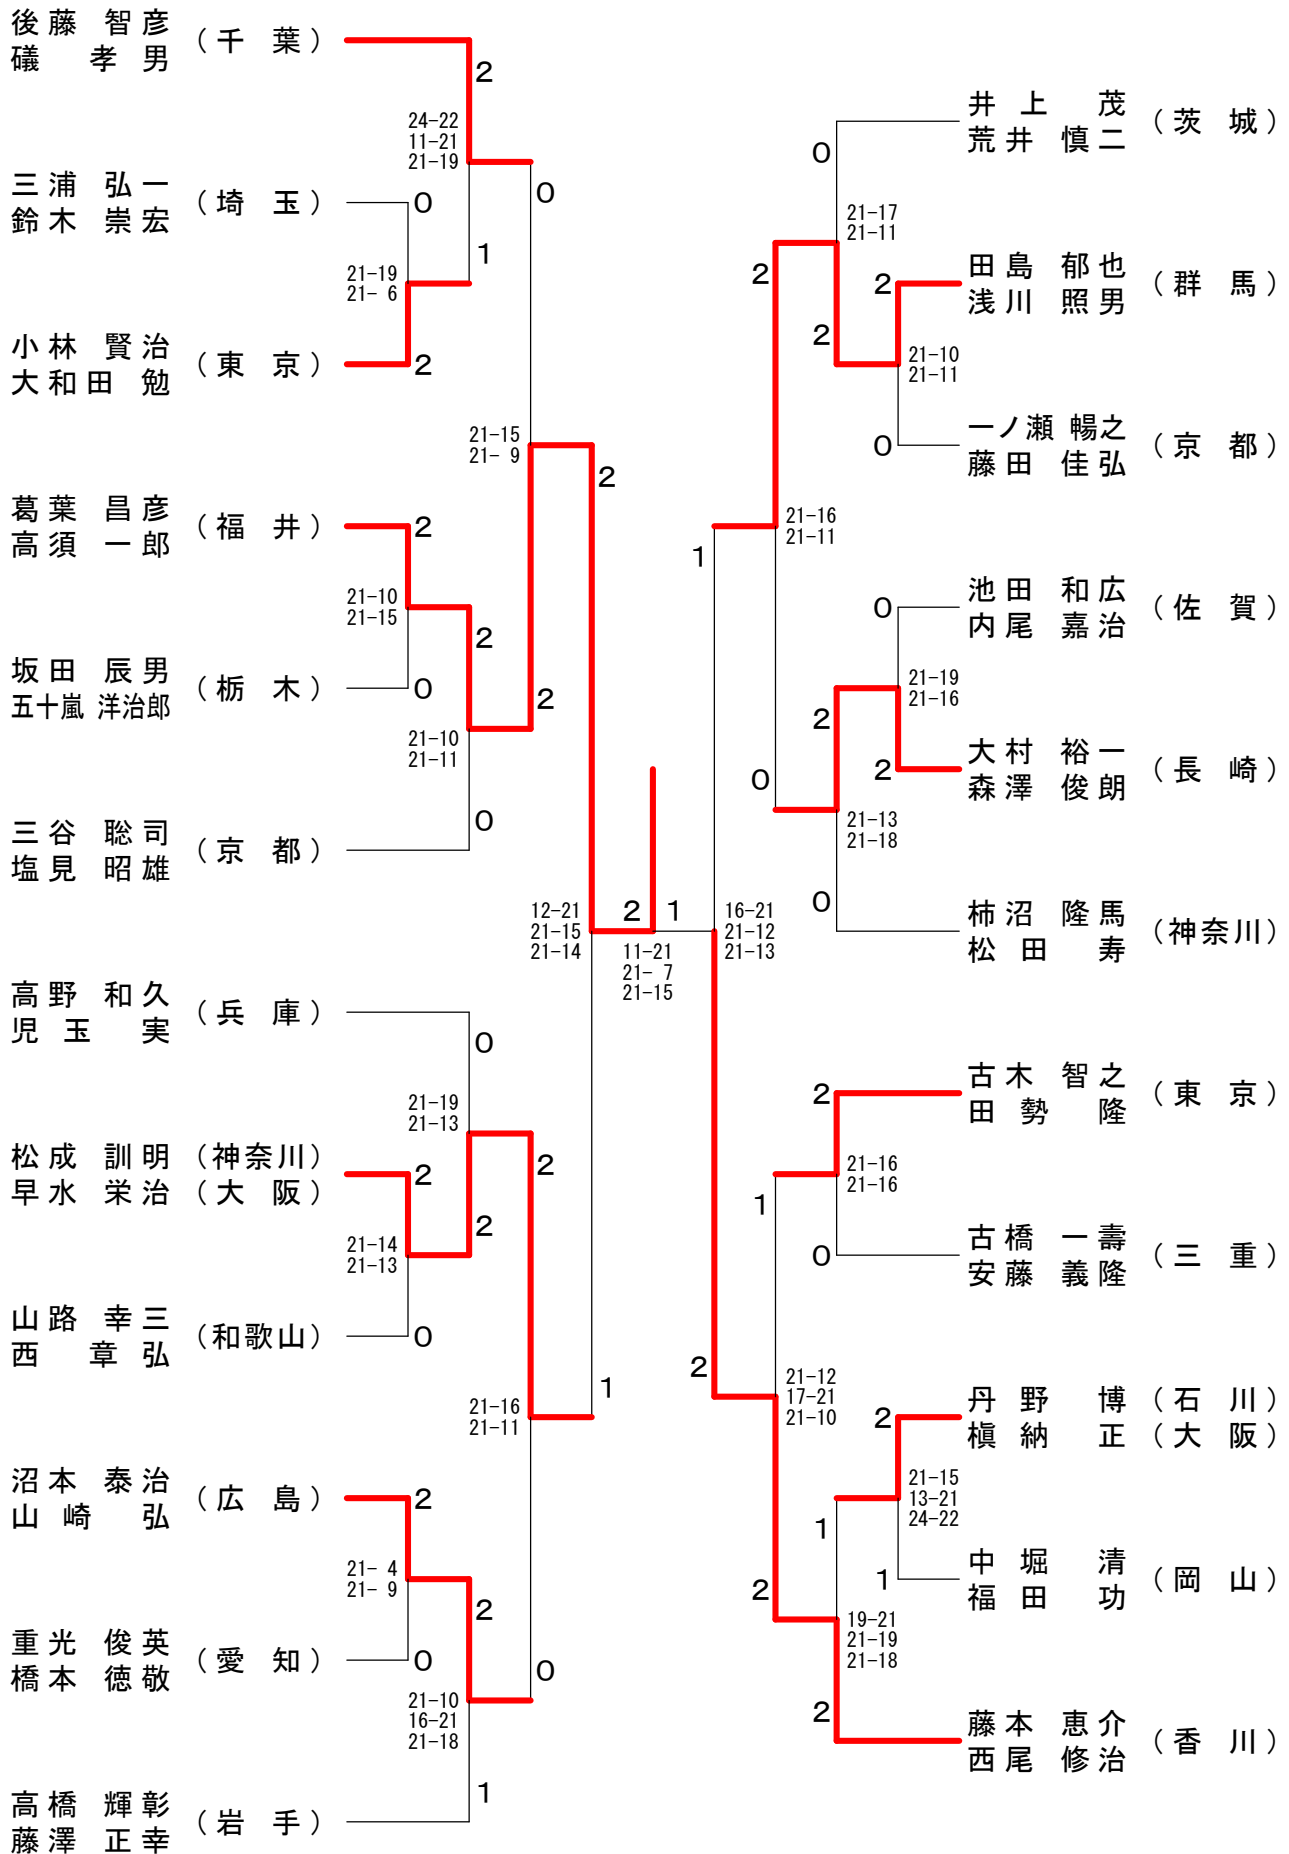 後藤 智彦
礒 孝男
（千 葉）
2
24-22
11-21
21-19
0
三浦 弘一
鈴木 崇宏
（埼 玉）
0
1
21-19
21- 6
小林 賢治
大和田 勉
（東 京）
2
21-15
21- 9
2
葛葉 昌彦
高須 一郎
（福 井）
2
21-10
21-15
2
坂田 辰男
五十嵐 洋治郎
（栃 木）
0
2
21-10
21-11
三谷 聡司
塩見 昭雄
（京 都）
0
12-21
21-15
21-14
2
1
11-21
21- 7
21-15
高野 和久
児玉 実
（兵 庫）
0
21-19
21-13
2
松成 訓明
早水 栄治
（神奈川）
（大 阪）
2
2
21-14
21-13
山路 幸三
西 章弘
（和歌山）
0
1
21-16
21-11
沼本 泰治
山崎 弘
（広 島）
2
21- 4
21- 9
2
重光 俊英
橋本 徳敬
（愛 知）
0
0
21-10
16-21
21-18
高橋 輝彰
藤澤 正幸
（岩 手）
1
井上 茂
荒井 慎二
（茨 城）
0
21-17
21-11
2
田島 郁也
浅川 照男
（群 馬）
2
2
21-10
21-11
一ノ瀬 暢之
藤田 佳弘
（京 都）
0
21-16
21-11
1
池田 和広
内尾 嘉治
（佐 賀）
0
21-19
21-16
2
大村 裕一
森澤 俊朗
（長 崎）
2
0
21-13
21-18
柿沼 隆馬
松田 寿
（神奈川）
0
16-21
21-12
21-13
古木 智之
田勢 隆
（東 京）
2
21-16
21-16
1
古橋 一壽
安藤 義隆
（三 重）
0
2
21-12
17-21
21-10
丹野 博
槇納 正
（石 川）
（大 阪）
2
21-15
13-21
24-22
1
中堀 清
福田 功
（岡 山）
1
2
19-21
21-19
21-18
藤本 恵介
西尾 修治
（香 川）
2